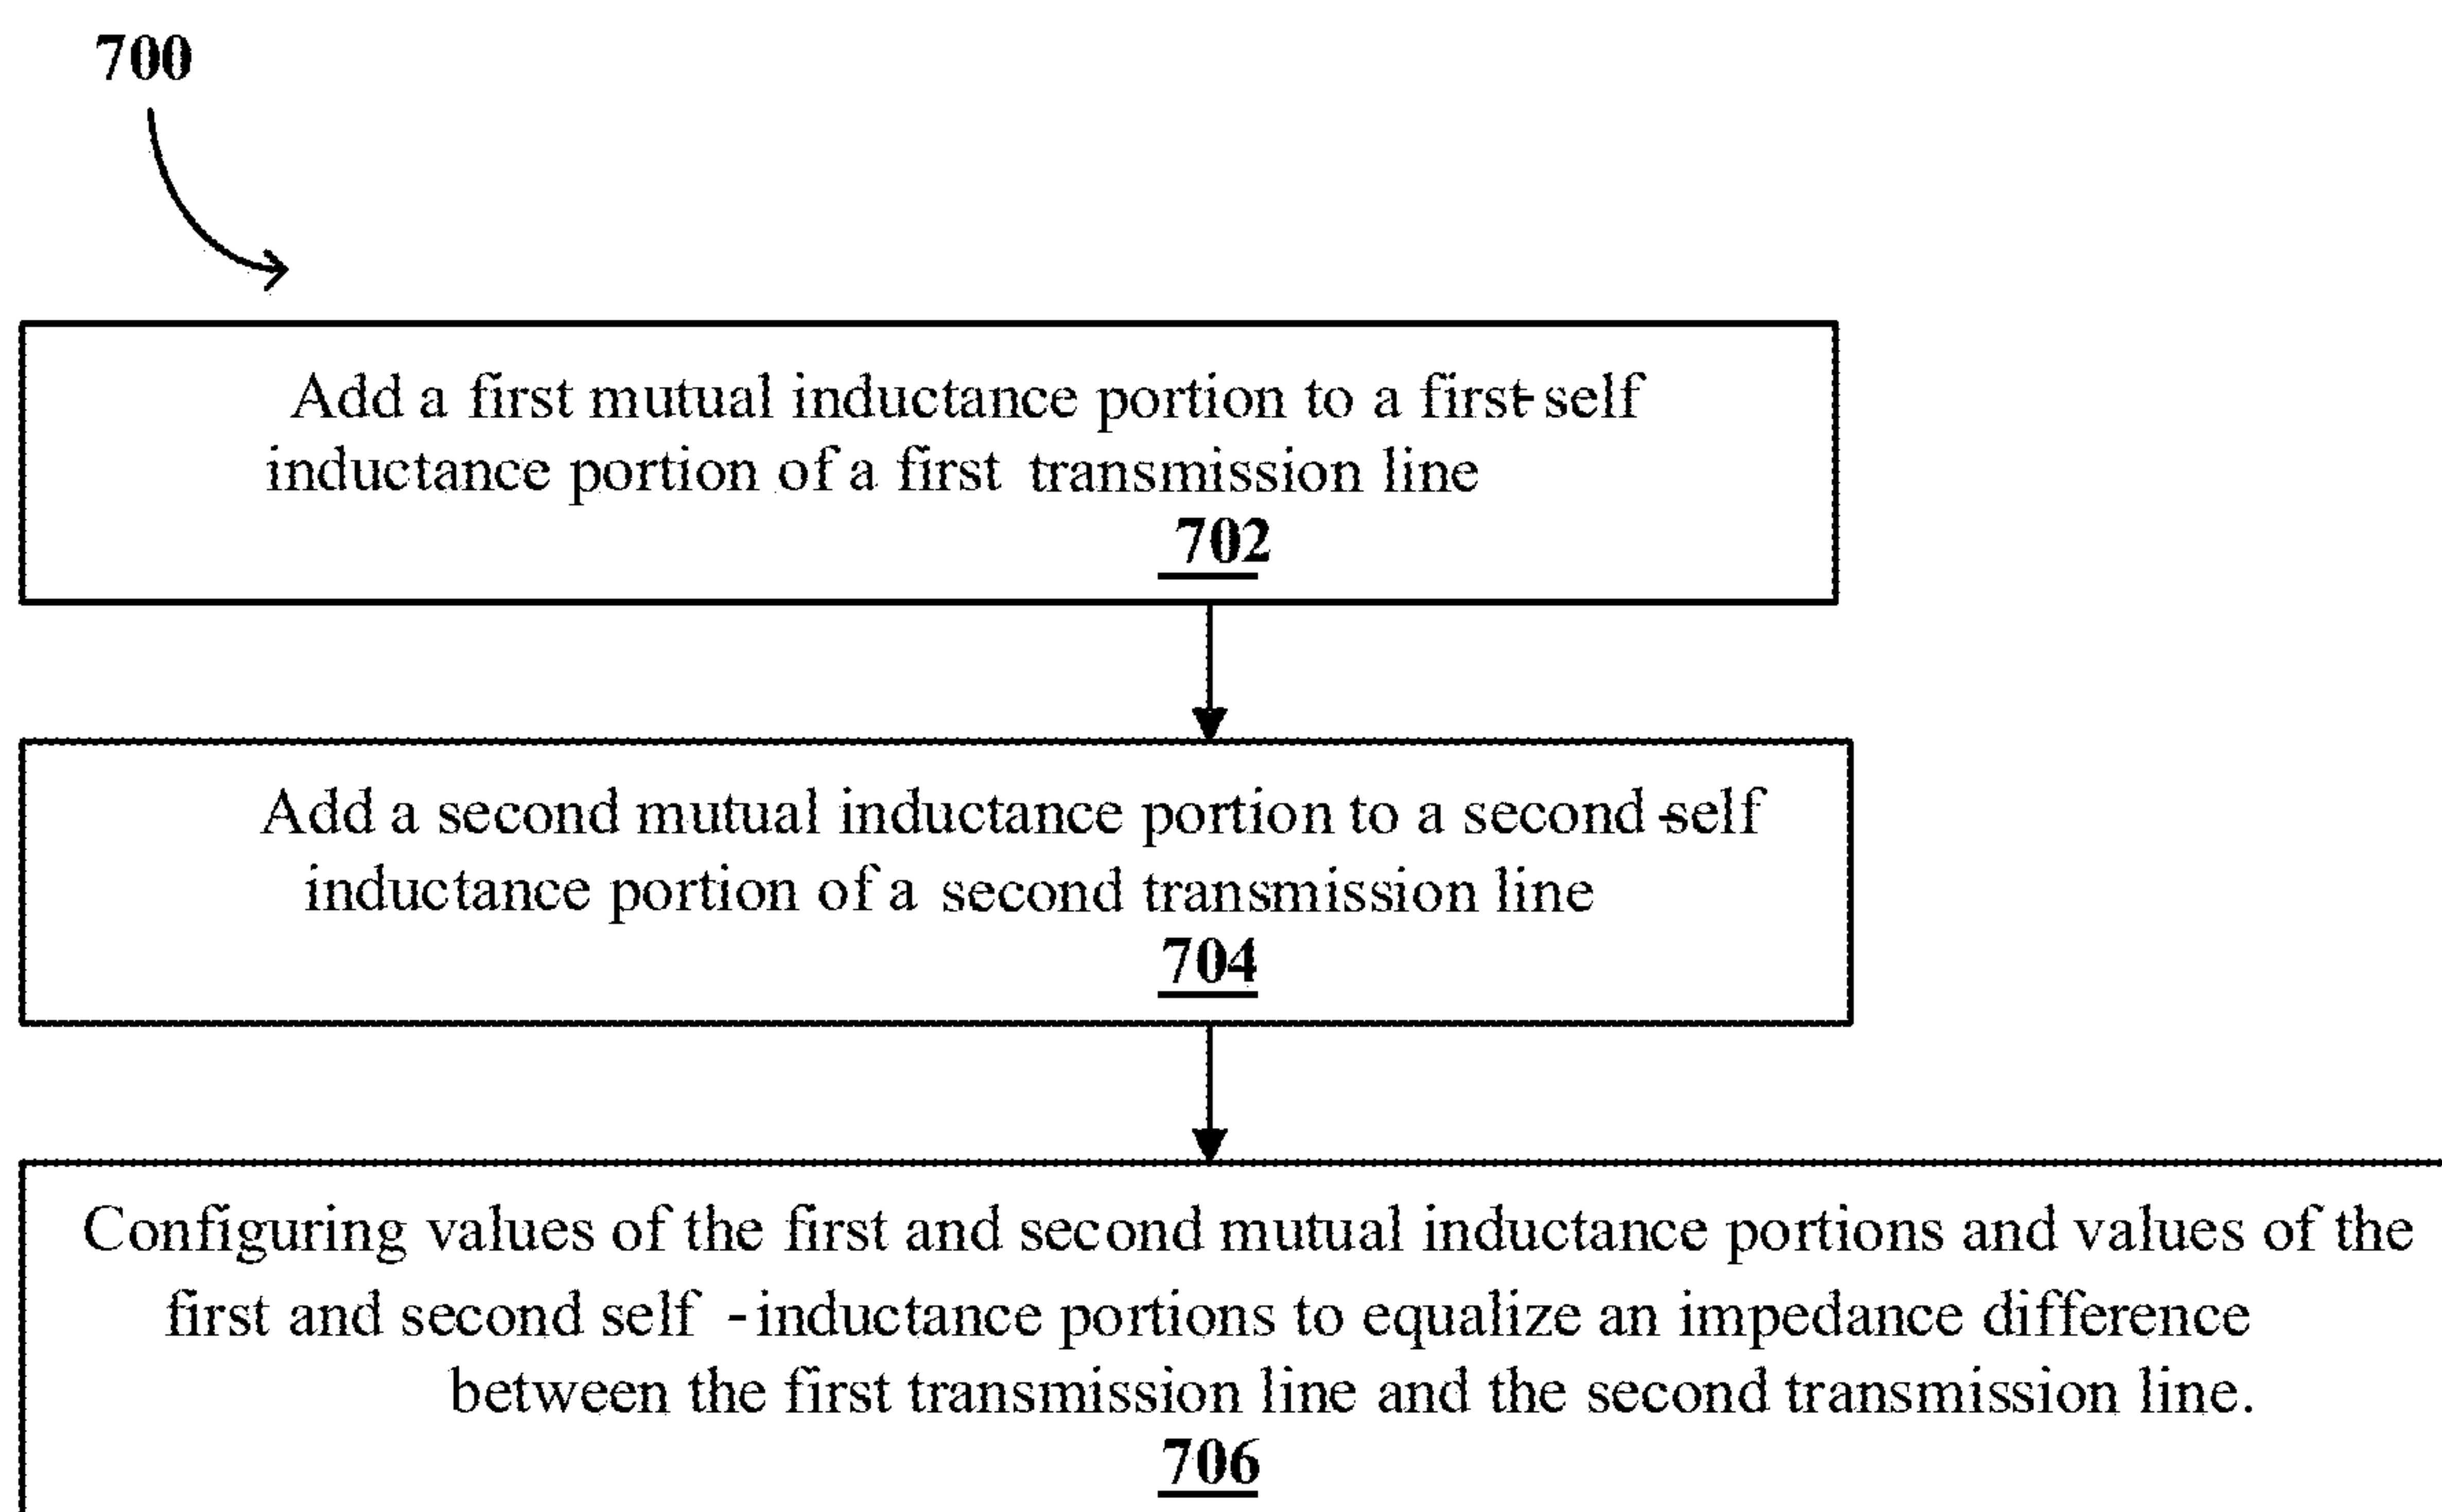 700
Add a first mutual inductance portion to a first-self
inductance portion of a first transmission line
702
Add a second mutual inductance portion to a second-self
inductance portion of a second transmission line
704
Configuring values of the first and second mutual inductance portions and values of the
first and second self -inductance portions to equalize an impedance difference
between the first transmission line and the second transmission line.
706